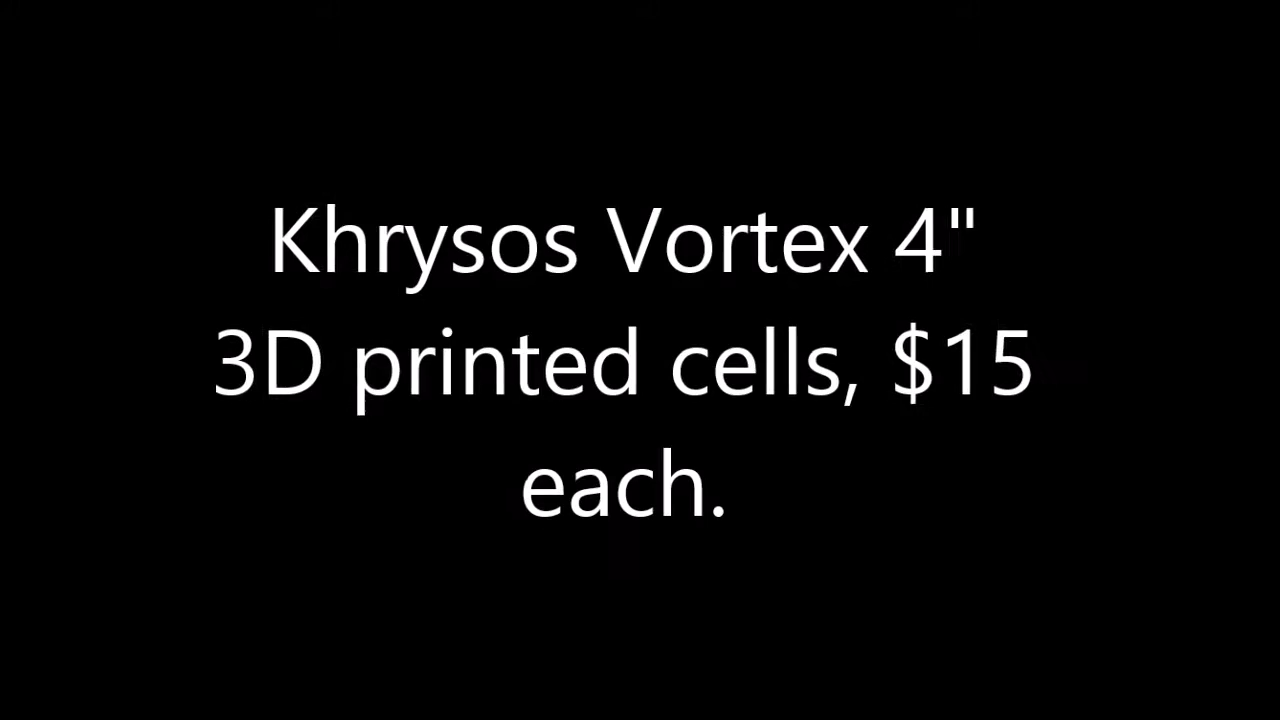 Khrysos Vortex 4"
3D printed cells, $15
each.